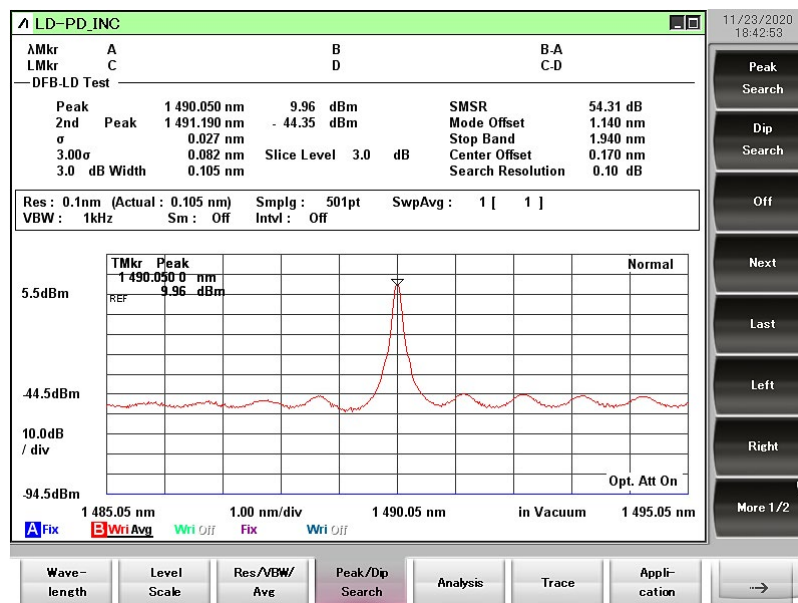 LD-PD_INC
11/23/2020
18:42:53
λMkr A B B-A
LMkr C D C-D
DFB-LD Test
Peak 1 490.050 nm 9.96 dBm SMSR 54.31 dB
2nd Peak 1 491.190 nm - 44.35 dBm Mode Offset 1.140 nm
σ 0.027 nm Stop Band 1.940 nm
3.00σ 0.082 nm Slice Level 3.0 dB Center Offset 0.170 nm
3.0 dB Width 0.105 nm Search Resolution 0.10 dB
Res : 0.1nm (Actual : 0.105 nm) Smplg : 501pt SwpAvg : 1 [ 1 ]
VBW : 1kHz Sm : Off Intvl : Off
TMkr Peak Normal
1 490.050 0 nm
9.96 dBm
5.5dBm
REF
-44.5dBm
10.0dB
/ div
Opt. Att On
-94.5dBm
1 485.05 nm 1.00 nm/div 1 490.05 nm in Vacuum 1 495.05 nm
A Fix B Wri Avg Wri Off Fix Wri Off
Peak
Search
Dip
Search
Off
Next
Last
Left
Right
More 1/2
Wave-
length
Level
Scale
Res/VBW/
Avg
Peak/Dip
Search
Analysis
Trace
Appli-
cation